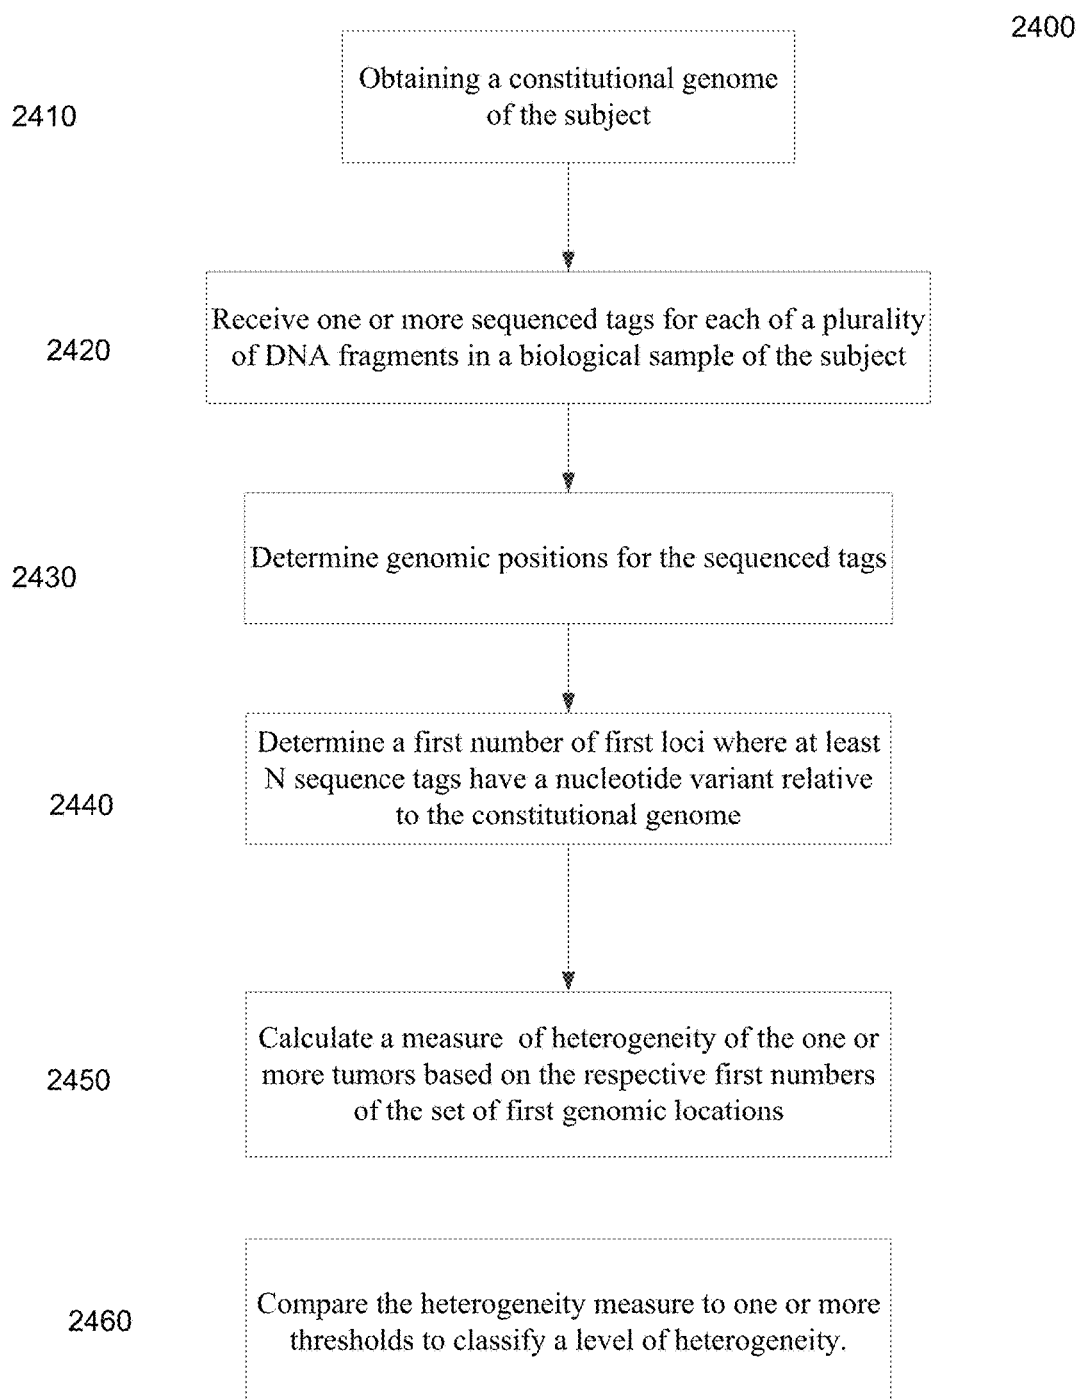 2400
Obtaining a constitutional genome
of the subject
2410
Receive one or more sequenced tags for each of a plurality
of DNA fragments in a biological sample of the subject
2420
Determine genomic positions for the sequenced tags
2430
Determine a first number of first loci where at least
N sequence tags have a nucleotide variant relative
to the constitutional genome
2440
Calculate a measure of heterogeneity of the one or
more tumors based on the respective first numbers
of the set of first genomic locations
2450
Compare the heterogeneity measure to one or more
thresholds to classify a level of heterogeneity.
2460